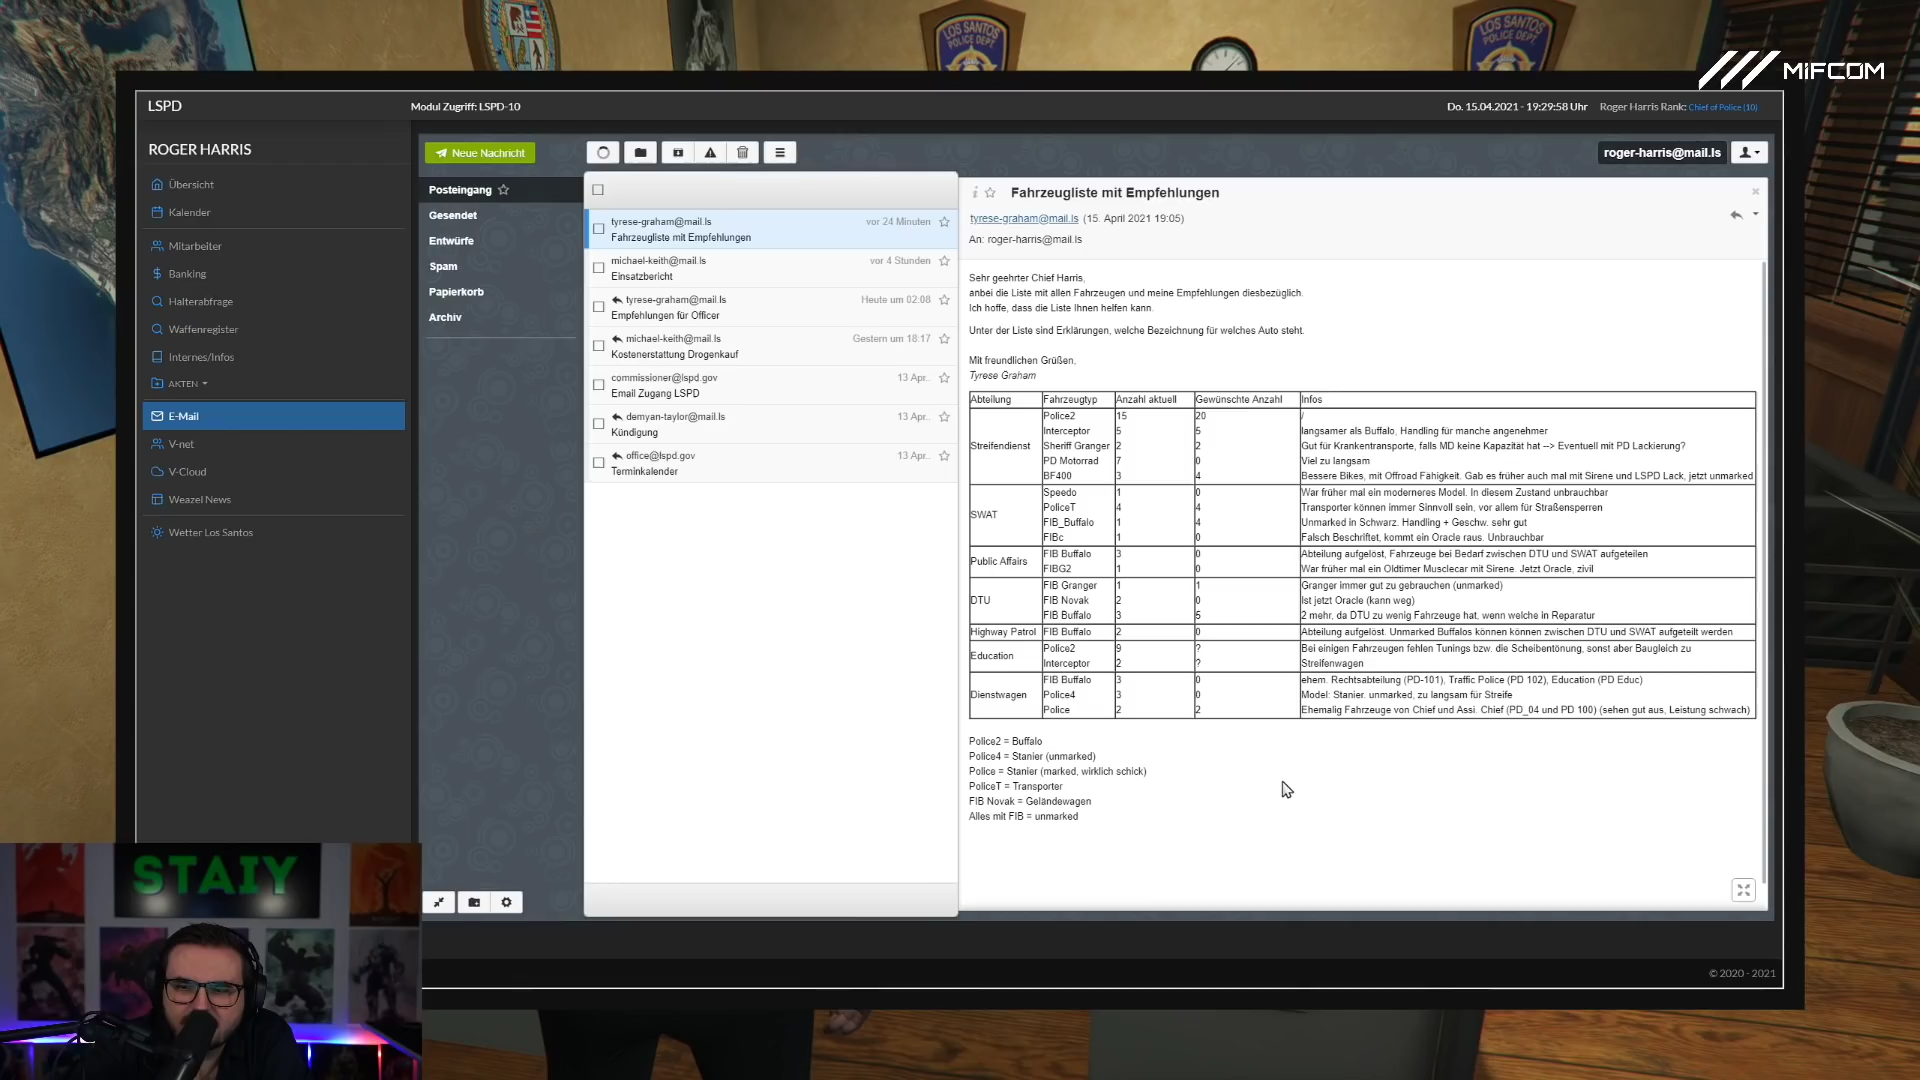 LOS SANTOS
POLICE DEPT.
LOS SANTOS
POLICE DEPT.
MIFCOM
LSPD
Modul Zugriff: LSPD-10
Do. 15.04.2021 - 19:29:58 Uhr
Roger Harris Rank: Chief of Police (10)
ROGER HARRIS
Übersicht
Kalender
Mitarbeiter
Banking
Halterabfrage
Waffenregister
Internes/Infos
AKTEN
E-Mail
V-net
V-Cloud
Weazel News
Wetter Los Santos
Neue Nachricht
roger-harris@mail.ls
Posteingang
Gesendet
Entwürfe
Spam
Papierkorb
Archiv
tyrese-graham@mail.ls vor 24 Minuten
Fahrzeugliste mit Empfehlungen
michael-keith@mail.ls vor 4 Stunden
Einsatzbericht
tyrese-graham@mail.ls Heute um 02:08
Empfehlungen für Officer
michael-keith@mail.ls Gestern um 18:17
Kostenerstattung Drogenkauf
commissioner@lspd.gov 13 Apr..
Email Zugang LSPD
demyan-taylor@mail.ls 13 Apr..
Kündigung
office@lspd.gov 13 Apr..
Terminkalender
Fahrzeugliste mit Empfehlungen
tyrese-graham@mail.ls (15. April 2021 19:05)
An: roger-harris@mail.ls
Sehr geehrter Chief Harris,
anbei die Liste mit allen Fahrzeugen und meine Empfehlungen diesbezüglich.
Ich hoffe, dass die Liste Ihnen helfen kann.
Unter der Liste sind Erklärungen, welche Bezeichnung für welches Auto steht.
Mit freundlichen Grüßen,
Tyrese Graham
Abteilung Fahrzeugtyp Anzahl aktuell Gewünschte Anzahl Infos
Streifendienst
Police2 15 20 /
Interceptor 5 5 langsamer als Buffalo, Handling für manche angenehmer
Sheriff Granger 2 2 Gut für Krankentransporte, falls MD keine Kapazität hat --> Eventuell mit PD Lackierung?
PD Motorrad 7 0 Viel zu langsam
BF400 3 4 Bessere Bikes, mit Offroad Fähigkeit. Gab es früher auch mal mit Sirene und LSPD Lack, jetzt unmarked
SWAT
Speedo 1 0 War früher mal ein moderneres Model. In diesem Zustand unbrauchbar
PoliceT 4 4 Transporter können immer Sinnvoll sein, vor allem für Straßensperren
FIB_Buffalo 1 4 Unmarked in Schwarz. Handling + Geschw. sehr gut
FIBc 1 0 Falsch Beschriftet, kommt ein Oracle raus. Unbrauchbar
Public Affairs
FIB Buffalo 3 0 Abteilung aufgelöst, Fahrzeuge bei Bedarf zwischen DTU und SWAT aufgeteilen
FIBG2 1 0 War früher mal ein Oldtimer Musclecar mit Sirene. Jetzt Oracle, zivil
DTU
FIB Granger 1 1 Granger immer gut zu gebrauchen (unmarked)
FIB Novak 2 0 Ist jetzt Oracle (kann weg)
FIB Buffalo 3 5 2 mehr, da DTU zu wenig Fahrzeuge hat, wenn welche in Reparatur
Highway Patrol FIB Buffalo 2 0 Abteilung aufgelöst. Unmarked Buffalos können können zwischen DTU und SWAT aufgeteilt werden
Education
Police2 9 ? Bei einigen Fahrzeugen fehlen Tunings bzw. die Scheibentönung, sonst aber Baugleich zu
Interceptor 2 ? Streifenwagen
Dienstwagen
FIB Buffalo 3 0 ehem. Rechtsabteilung (PD-101), Traffic Police (PD 102), Education (PD Educ)
Police4 3 0 Model: Stanier. unmarked, zu langsam für Streife
Police 2 2 Ehemalig Fahrzeuge von Chief und Assi. Chief (PD_04 und PD 100) (sehen gut aus, Leistung schwach)
Police2 = Buffalo
Police4 = Stanier (unmarked)
Police = Stanier (marked, wirklich schick)
PoliceT = Transporter
FIB Novak = Geländewagen
Alles mit FIB = unmarked
© 2020 - 2021
STAIY